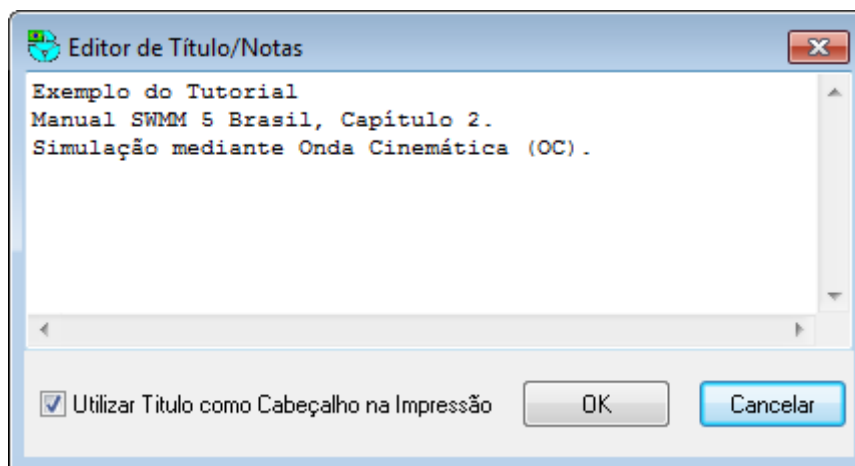 Editor de Título/Notas
Exemplo do Tutorial
Manual SWMM 5 Brasil, Capítulo 2.
Simulação mediante Onda Cinemática (OC).
Utilizar Titulo como Cabeçalho na Impressão
OK
Cancelar